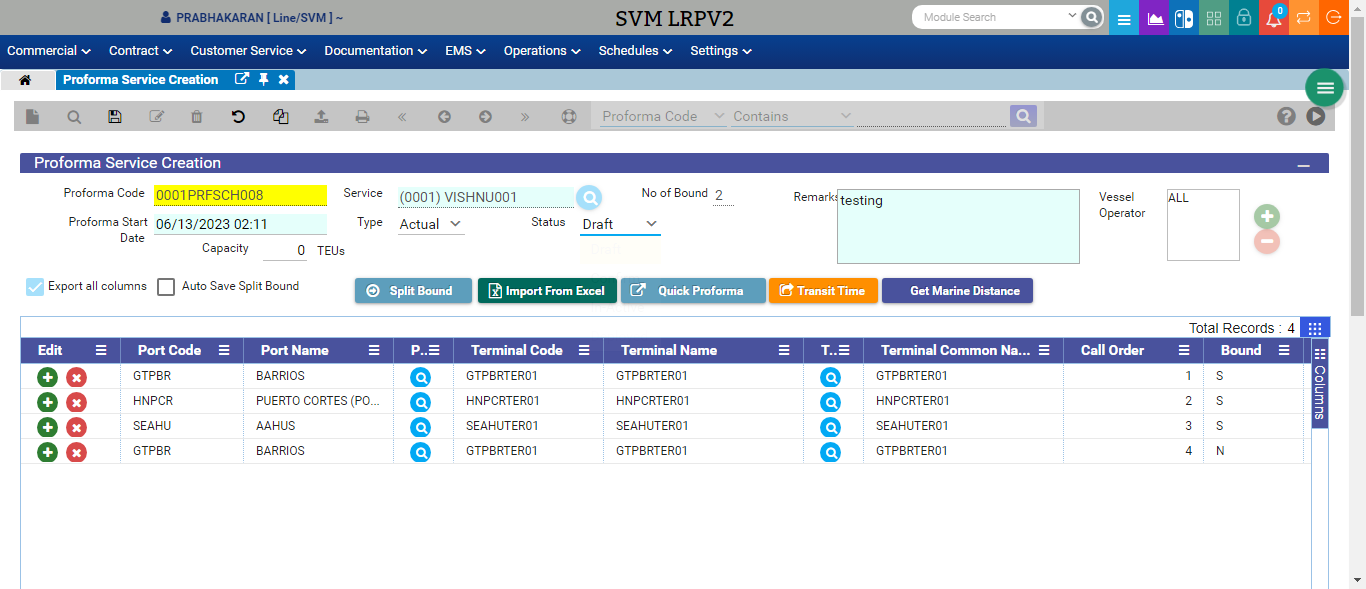 PRABHAKARAN [ Line/SVM ] ~
SVM LRPV2
Module Search
0
Commercial Contract Customer Service Documentation EMS Operations Schedules Settings
Proforma Service Creation
Proforma Code Contains
Proforma Service Creation
Proforma Code 0001PRFSCH008 Service (0001) VISHNU001 No of Bound 2 Remarks testing Vessel Operator ALL
Proforma Start Date 06/13/2023 02:11 Type Actual Status Draft
Capacity 0 TEUs
Export all columns Auto Save Split Bound Split Bound Import From Excel Quick Proforma Transit Time Get Marine Distance
Total Records : 4
Edit Port Code Port Name P... Terminal Code Terminal Name T... Terminal Common Na... Call Order Bound
GTPBR BARRIOS GTPBRTER01 GTPBRTER01 GTPBRTER01 1 S
HNPCR PUERTO CORTES (PO... HNPCRTER01 HNPCRTER01 HNPCRTER01 2 S
SEAHU AAHUS SEAHUTER01 SEAHUTER01 SEAHUTER01 3 S
GTPBR BARRIOS GTPBRTER01 GTPBRTER01 GTPBRTER01 4 N
Columns